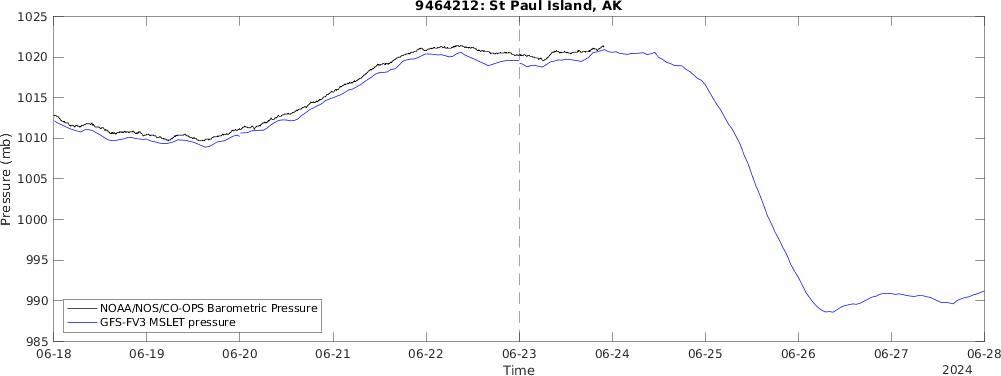 9464212: St Paul Island, AK
Pressure (mb)
1025
1020
1015
1010
1005
1000
995
990
985
NOAA/NOS/CO-OPS Barometric Pressure
GFS-FV3 MSLET pressure
06-18 06-19 06-20 06-21 06-22 06-23 06-24 06-25 06-26 06-27 06-28
Time
2024